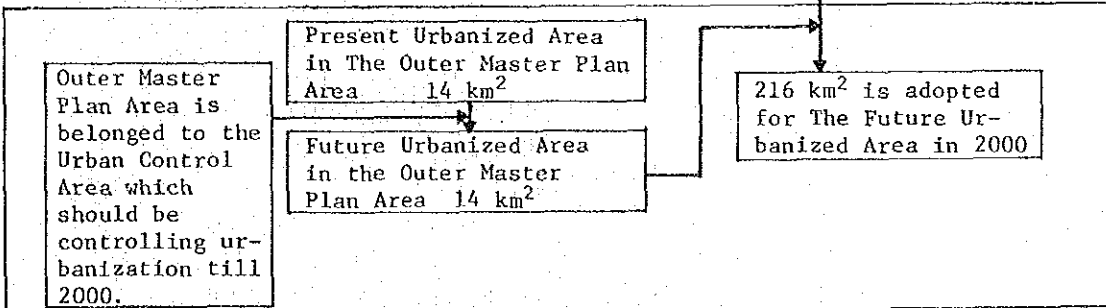 Outer Master
Plan Area is
belonged to the
Urban Control
Area which
should be
controlling ur-
banization till
2000.
Present Urbanized Area
in The Outer Master Plan
Area 14 km²
Future Urbanized Area
in the Outer Master
Plan Area 14 km²
216 km² is adopted
for The Future Ur-
banized Area in 2000